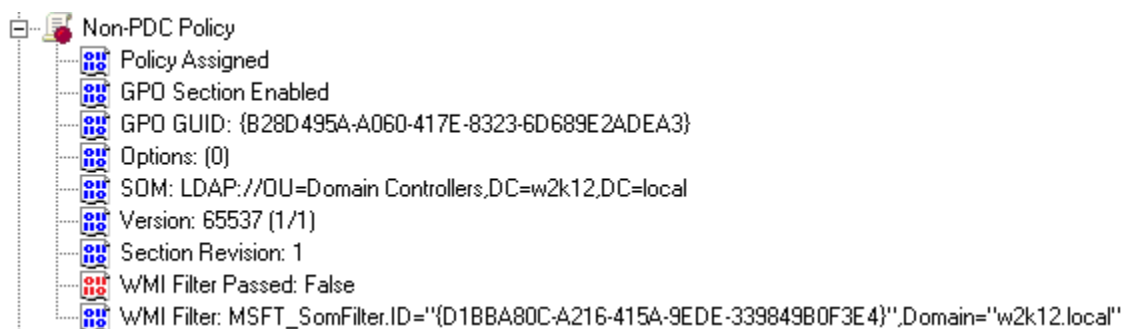 Non-PDC Policy
Policy Assigned
GPO Section Enabled
GPO GUID: {B28D495A-A060-417E-8323-6D689E2ADEA3}
Options: (0)
SOM: LDAP://OU=Domain Controllers,DC=w2k12,DC=local
Version: 65537 (1/1)
Section Revision: 1
WMI Filter Passed: False
WMI Filter: MSFT_SomFilter.ID="{D1BBA80C-A216-415A-9EDE-339849B0F3E4}",Domain="w2k12.local"